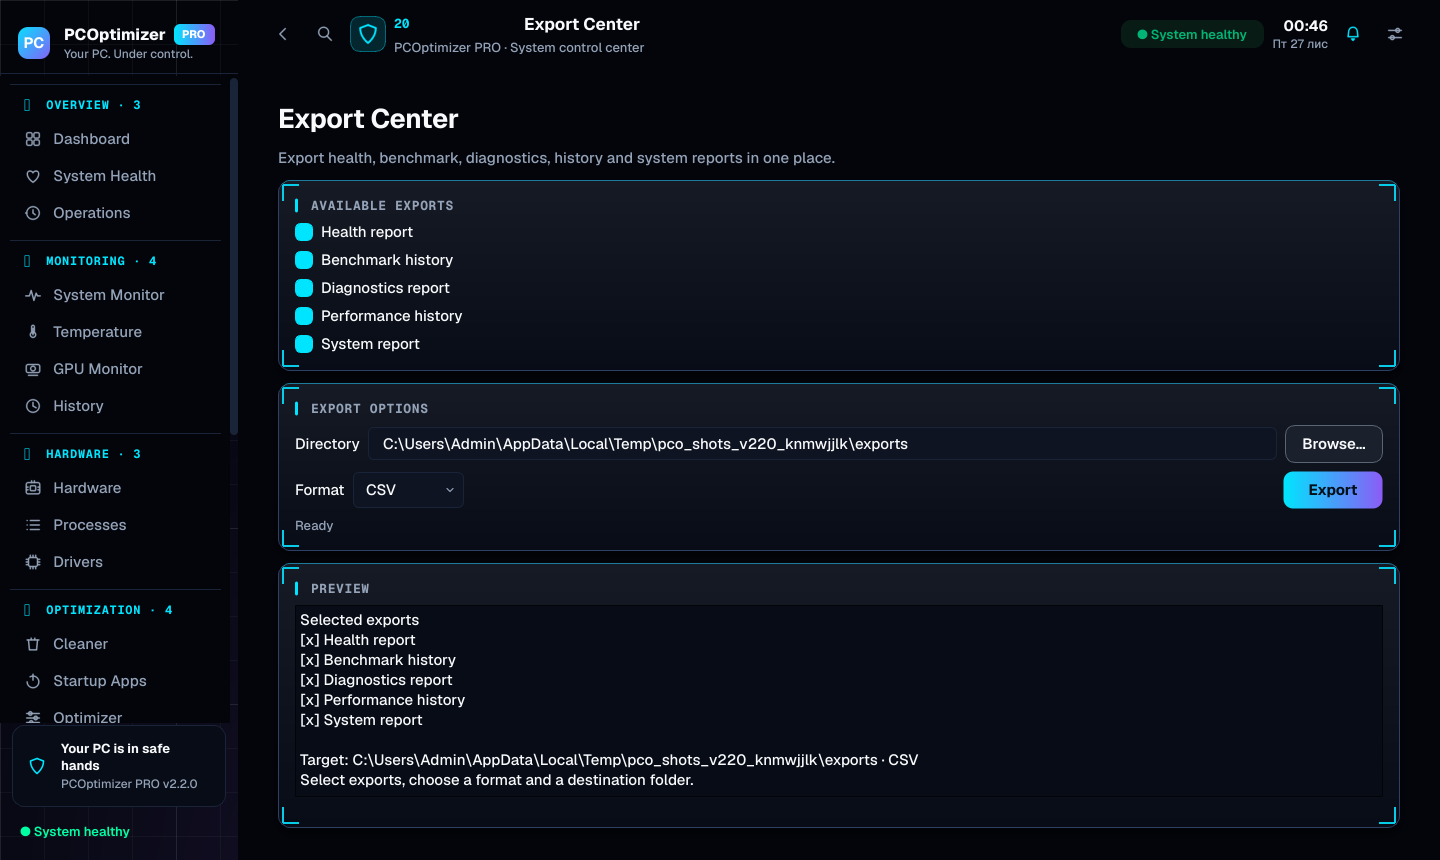 PC
PCOptimizer PRO
Your PC. Under control.
OVERVIEW · 3
Dashboard
System Health
Operations
MONITORING · 4
System Monitor
Temperature
GPU Monitor
History
HARDWARE · 3
Hardware
Processes
Drivers
OPTIMIZATION · 4
Cleaner
Startup Apps
Optimizer
Your PC is in safe
hands
PCOptimizer PRO v2.2.0
System healthy
20
Export Center
PCOptimizer PRO · System control center
System healthy
00:46
Пт 27 лис
Export Center
Export health, benchmark, diagnostics, history and system reports in one place.
AVAILABLE EXPORTS
Health report
Benchmark history
Diagnostics report
Performance history
System report
EXPORT OPTIONS
Directory C:\Users\Admin\AppData\Local\Temp\pco_shots_v220_knmwjjlk\exports Browse...
Format CSV Export
Ready
PREVIEW
Selected exports
[x] Health report
[x] Benchmark history
[x] Diagnostics report
[x] Performance history
[x] System report
Target: C:\Users\Admin\AppData\Local\Temp\pco_shots_v220_knmwjjlk\exports · CSV
Select exports, choose a format and a destination folder.